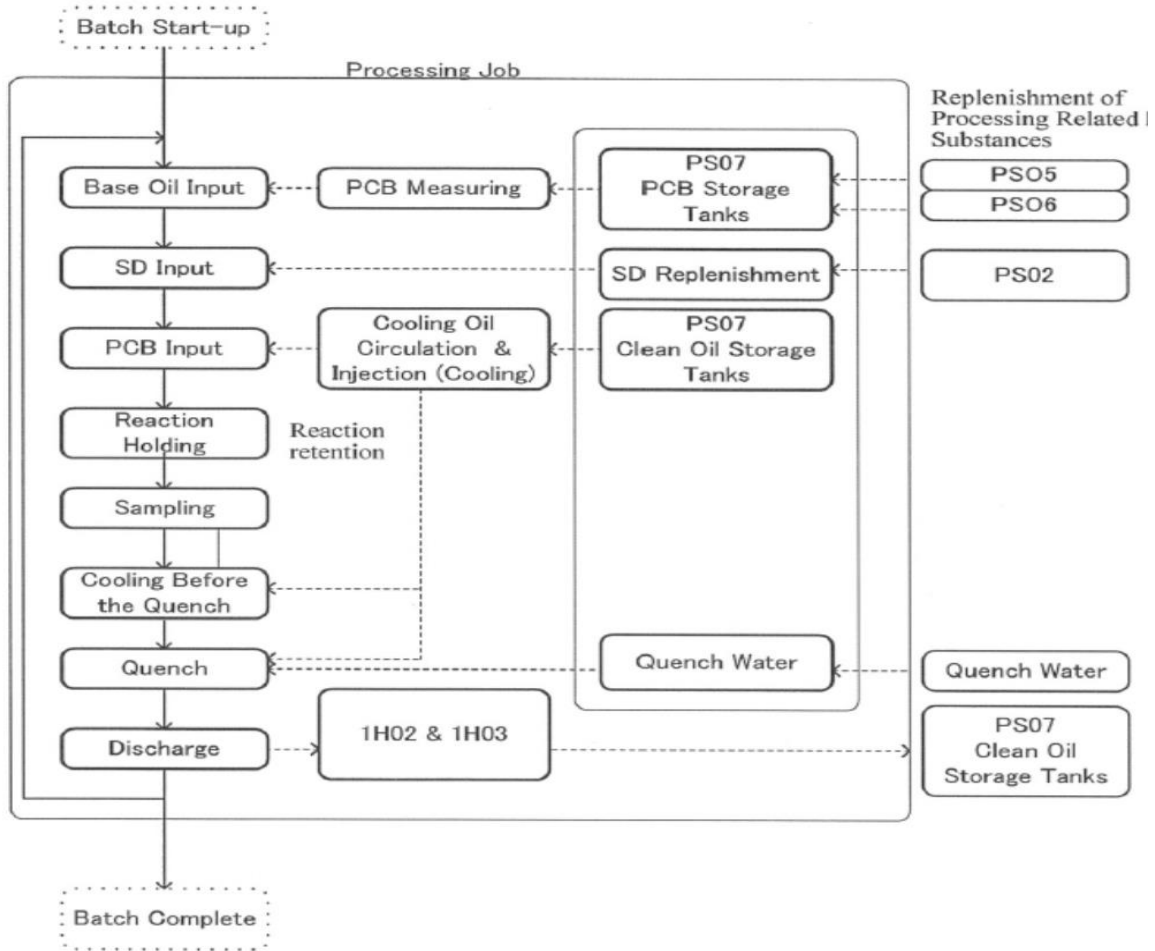 Batch Start-up
Processing Job
Replenishment of
Processing Related
Substances
Base Oil Input
PCB Measuring
PS07
PCB Storage
Tanks
PSO5
PSO6
SD Input
SD Replenishment
PS02
PCB Input
Cooling Oil
Circulation &
Injection (Cooling)
PS07
Clean Oil Storage
Tanks
Reaction
Holding
Reaction
retention
Sampling
Cooling Before
the Quench
Quench
Quench Water
Quench Water
Discharge
1H02 & 1H03
PS07
Clean Oil
Storage Tanks
Batch Complete